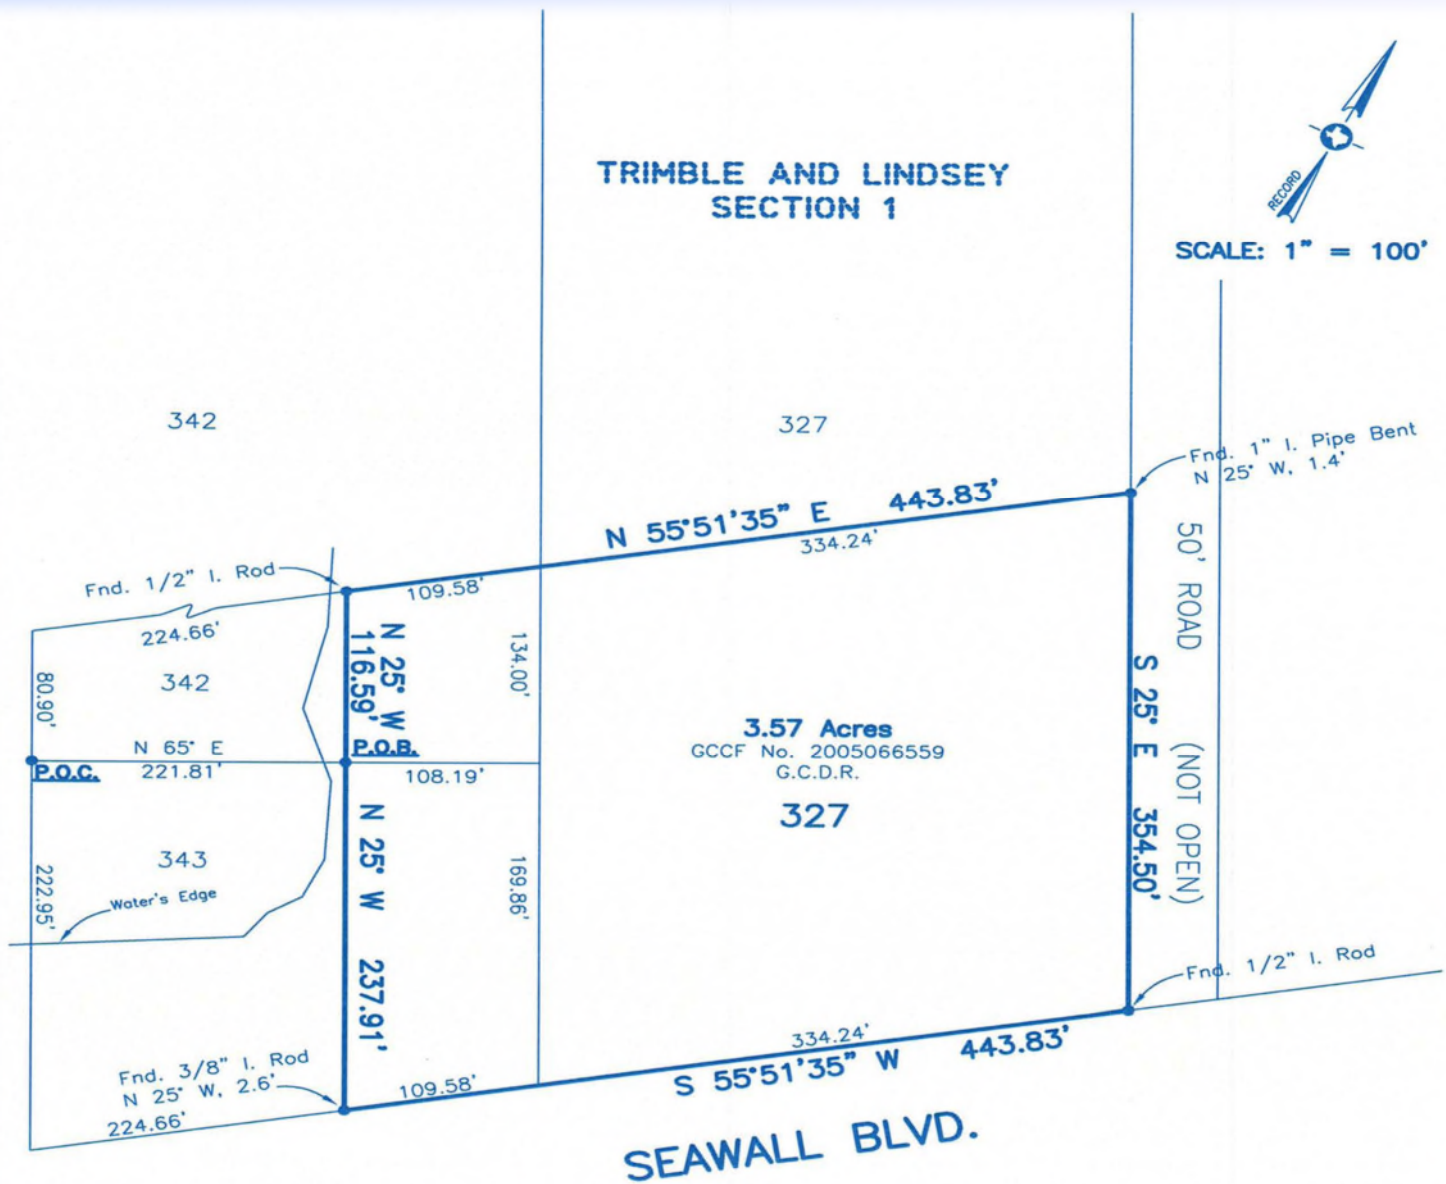 TRIMBLE AND LINDSEY
SECTION 1
RECORD
SCALE: 1" = 100'
342
327
Fnd. 1" I. Pipe Bent
N 25° W, 1.4'
N 55°51'35" E 443.83'
334.24'
Fnd. 1/2" I. Rod
109.58'
224.66'
342
80.90'
N 25° W
116.59'
134.00'
50' ROAD (NOT OPEN)
S 25° E 354.50'
N 65° E
221.81'
P.O.C.
P.O.B.
108.19'
3.57 Acres
GCCF No. 2005066559
G.C.D.R.
327
343
Water's Edge
222.95'
N 25° W 237.91'
169.86'
Fnd. 1/2" I. Rod
Fnd. 3/8" I. Rod
N 25° W, 2.6'
224.66'
109.58'
334.24'
S 55°51'35" W 443.83'
SEAWALL BLVD.